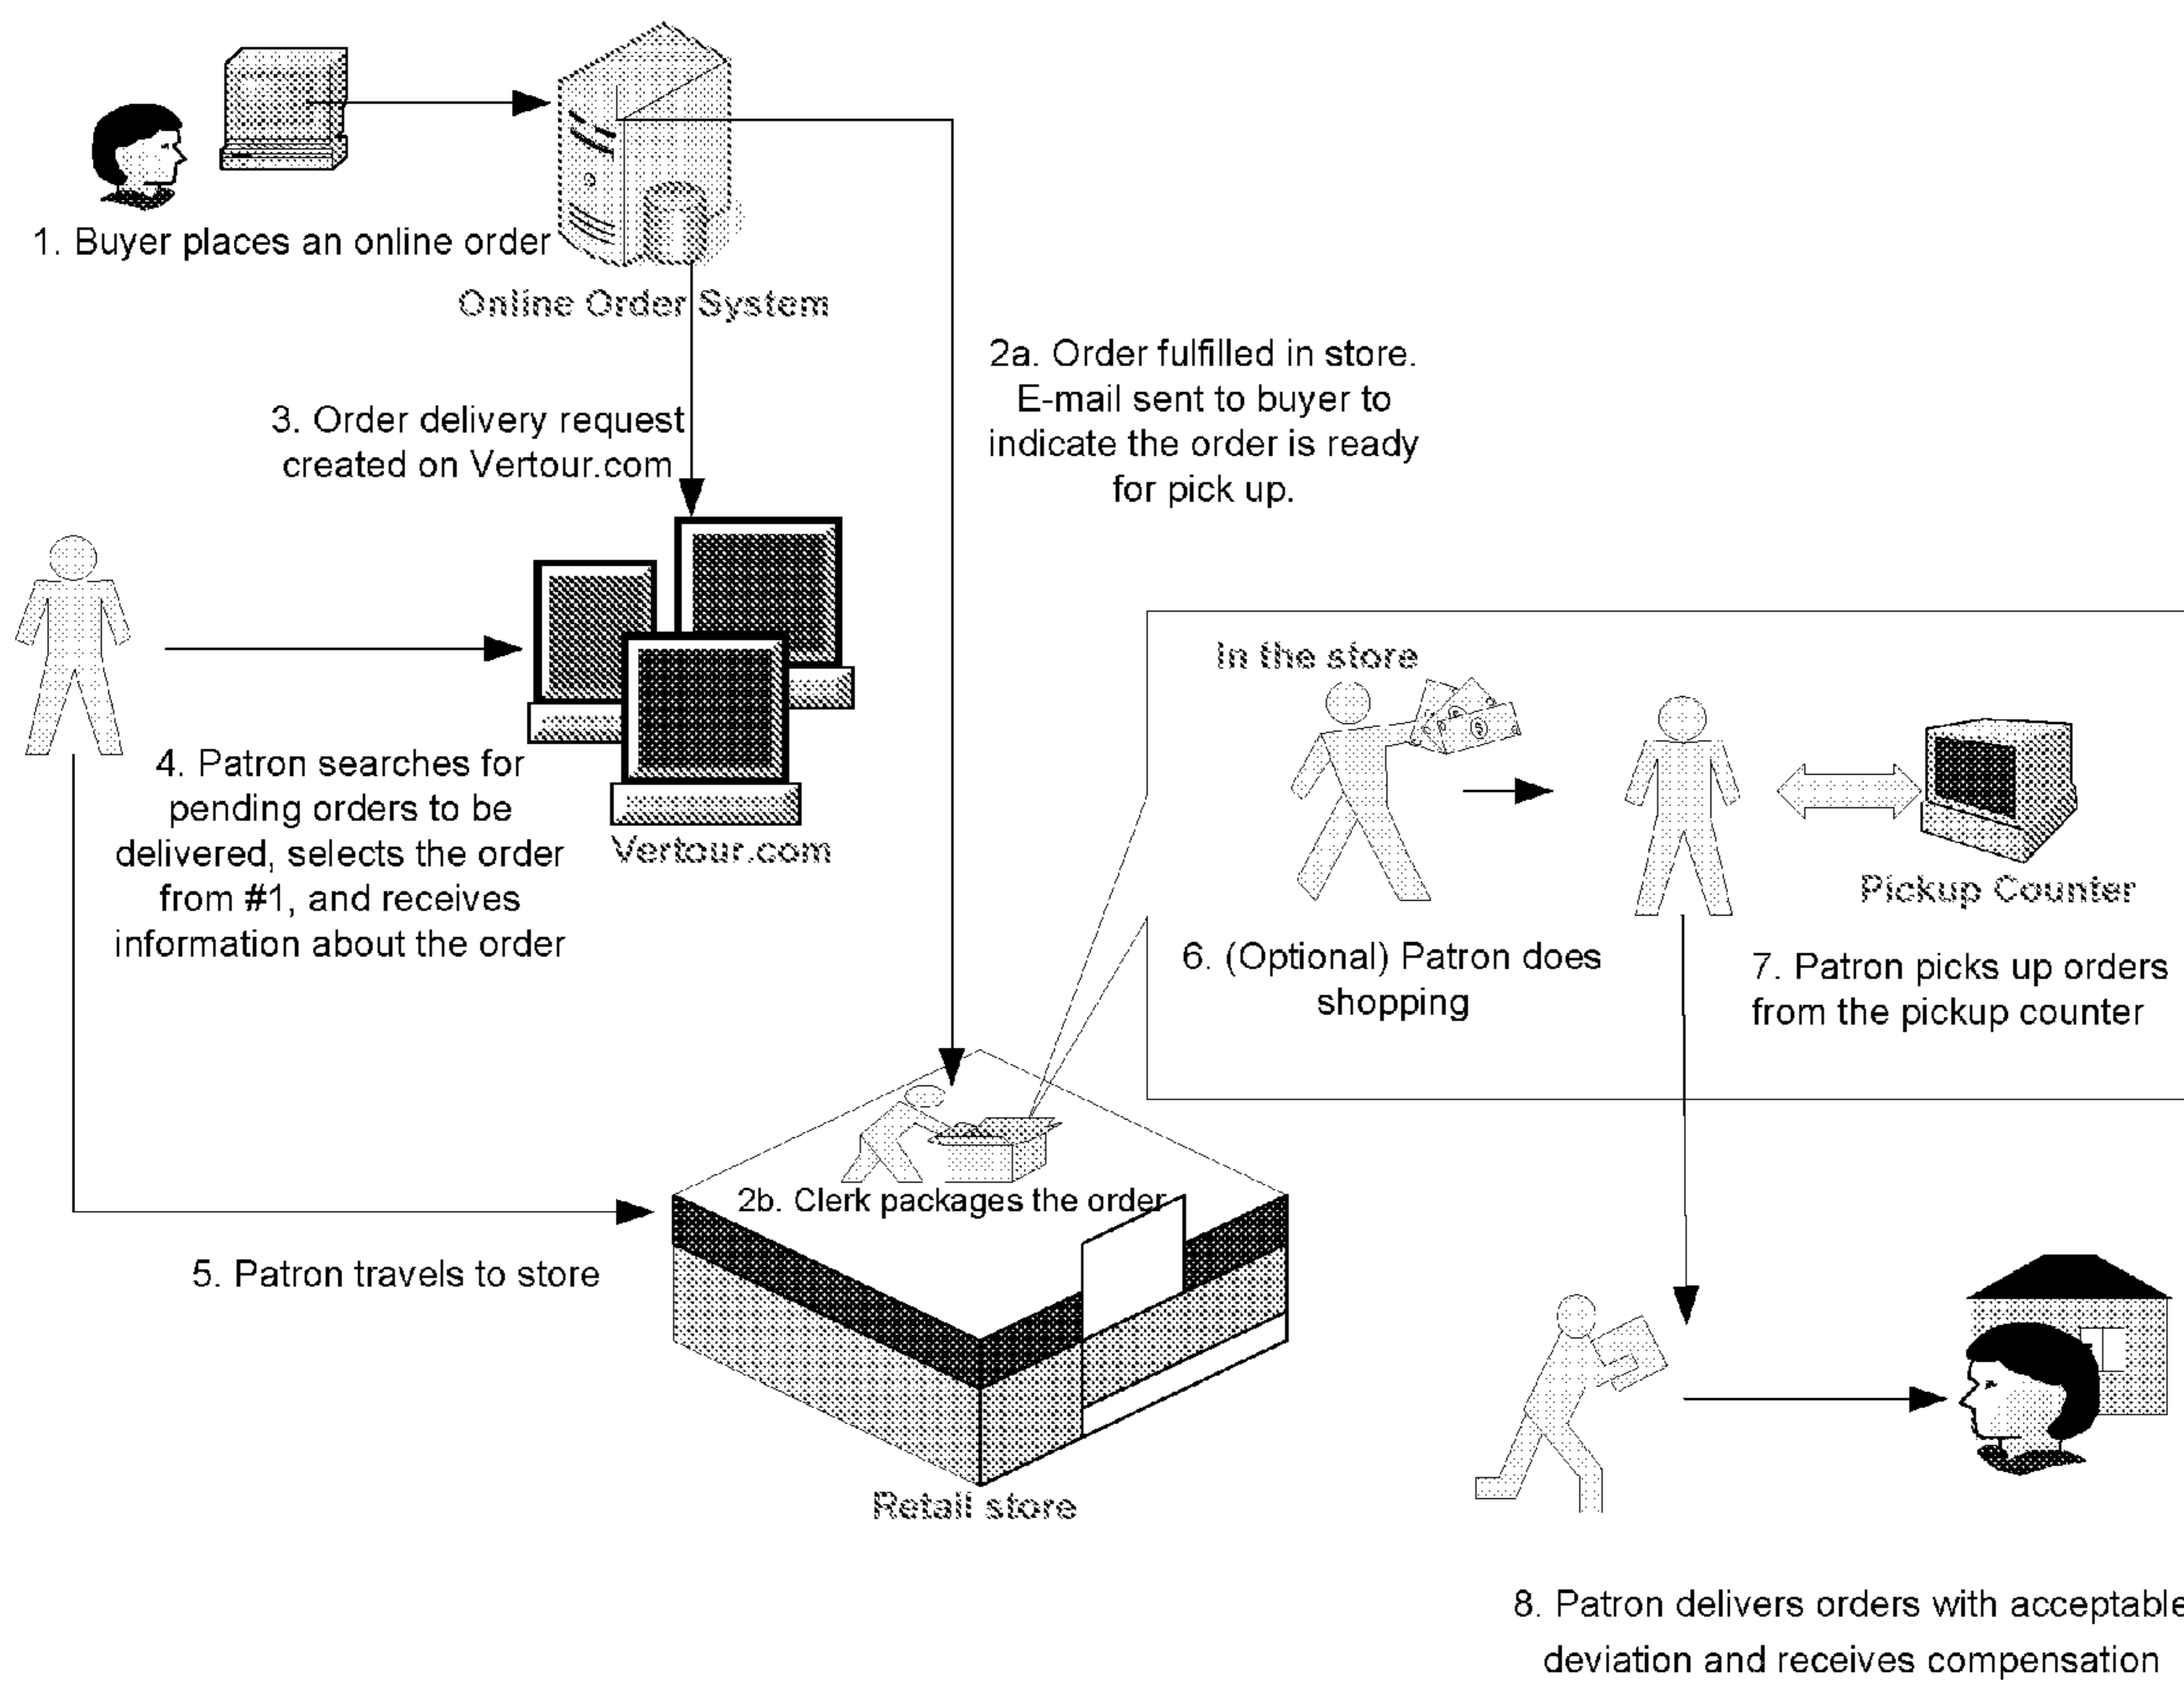 1. Buyer places an online order
Online Order System
2a. Order fulfilled in store.
E-mail sent to buyer to
indicate the order is ready
for pick up.
3. Order delivery request
created on Vertour.com
4. Patron searches for
pending orders to be
delivered, selects the order
from #1, and receives
information about the order
Vertour.com
In the store
6. (Optional) Patron does
shopping
Pickup Counter
7. Patron picks up orders
from the pickup counter
2b. Clerk packages the order
5. Patron travels to store
Retail store
8. Patron delivers orders with acceptable
deviation and receives compensation